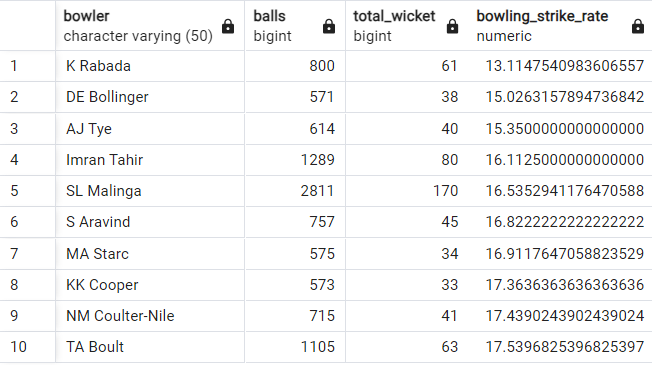 bowler balls total_wicket bowling_strike_rate
character varying (50) bigint bigint numeric
1 K Rabada 800 61 13.1147540983606557
2 DE Bollinger 571 38 15.0263157894736842
3 AJ Tye 614 40 15.3500000000000000
4 Imran Tahir 1289 80 16.1125000000000000
5 SL Malinga 2811 170 16.5352941176470588
6 S Aravind 757 45 16.8222222222222222
7 MA Starc 575 34 16.9117647058823529
8 KK Cooper 573 33 17.3636363636363636
9 NM Coulter-Nile 715 41 17.4390243902439024
10 TA Boult 1105 63 17.5396825396825397